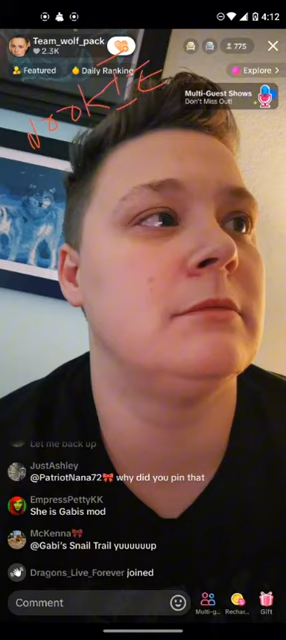 4:12
Team_wolf_pack
2.3K
775
Featured
Daily Ranking
Explore >
NooKIE
Multi-Guest Shows
Don't Miss Out!
Let me back up
JustAshley
@PatriotNana72🎀 why did you pin that
EmpressPettyKK
She is Gabis mod
McKenna🎀
@Gabi's Snail Trail yuuuuuup
Dragons_Live_Forever joined
Comment
Multi-g...
Rechar...
Gift